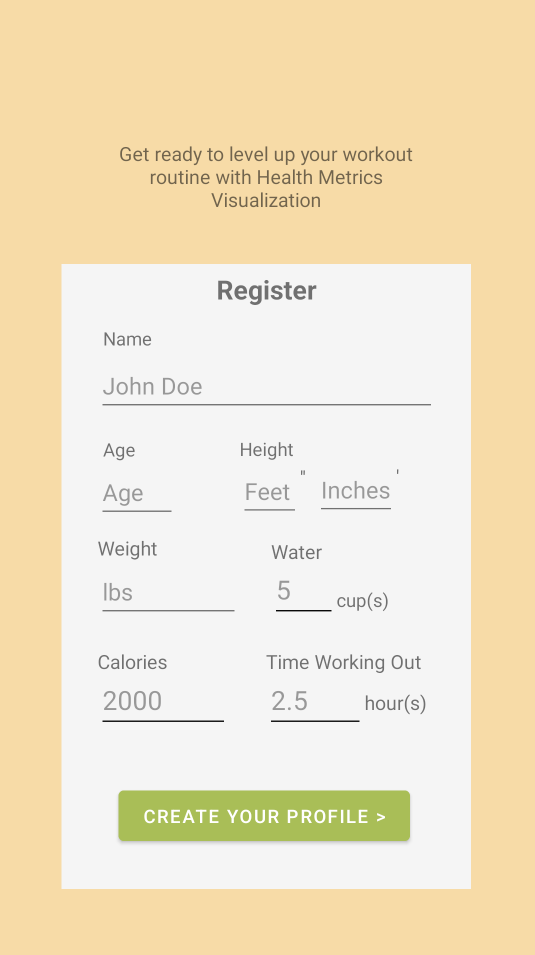 Get ready to level up your workout
routine with Health Metrics
Visualization
Register
Name
John Doe
Age Height
Age Feet " Inches '
Weight Water
lbs 5 cup(s)
Calories Time Working Out
2000 2.5 hour(s)
CREATE YOUR PROFILE >